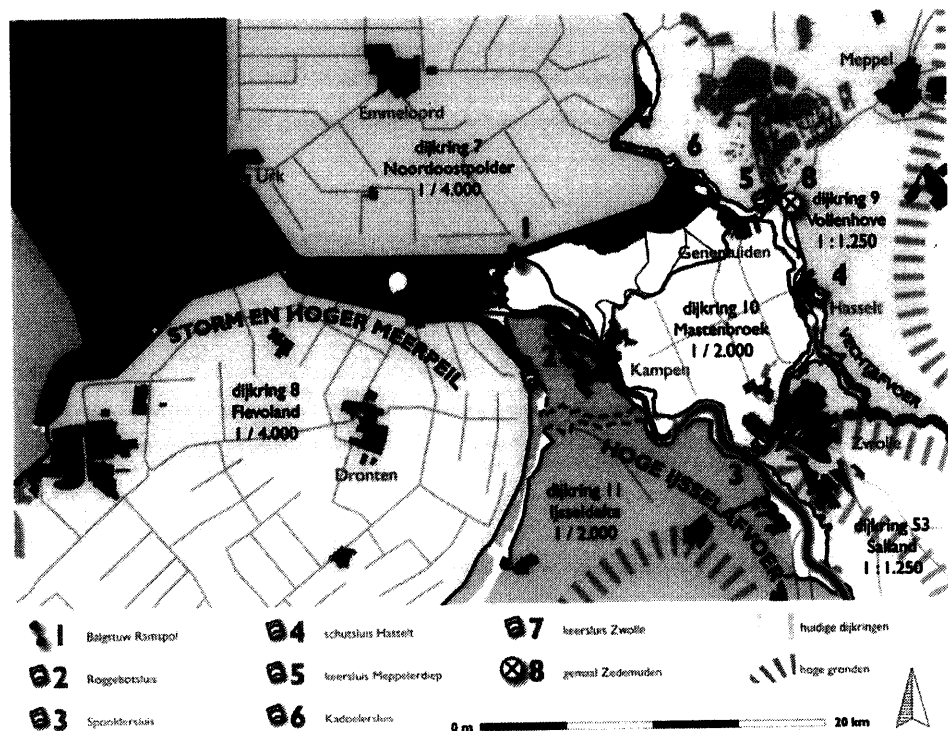 Meppel
Emmeloord
6
dijkring 7
Noordoostpolder
1 / 4.000
Urk
5
8
dijkring 9
Vollenhove
1 : 1.250
1
Genemuiden
4
Hasselt
STORM EN HOGER MEERPEIL
dijkring 10
Mastenbroek
1 / 2.000
VECHTAFVOER
2
Kampen
dijkring 8
Flevoland
1 / 4.000
Zwolle
Dronten
HOGE IJSSELAFVOER
3
dijkring 11
IJsseldelta
1 / 2.000
dijkring 53
Salland
1 : 1.250
1 Balgstuw Ramspol
4 schutsluis Hasselt
7 keersluis Zwolle
huidige dijkringen
2 Roggebotsluis
5 keersluis Meppelerdiep
8 gemaal Zedemuden
hoge gronden
3 Spooldersluis
6 Kadoelersluis
0 m
20 km